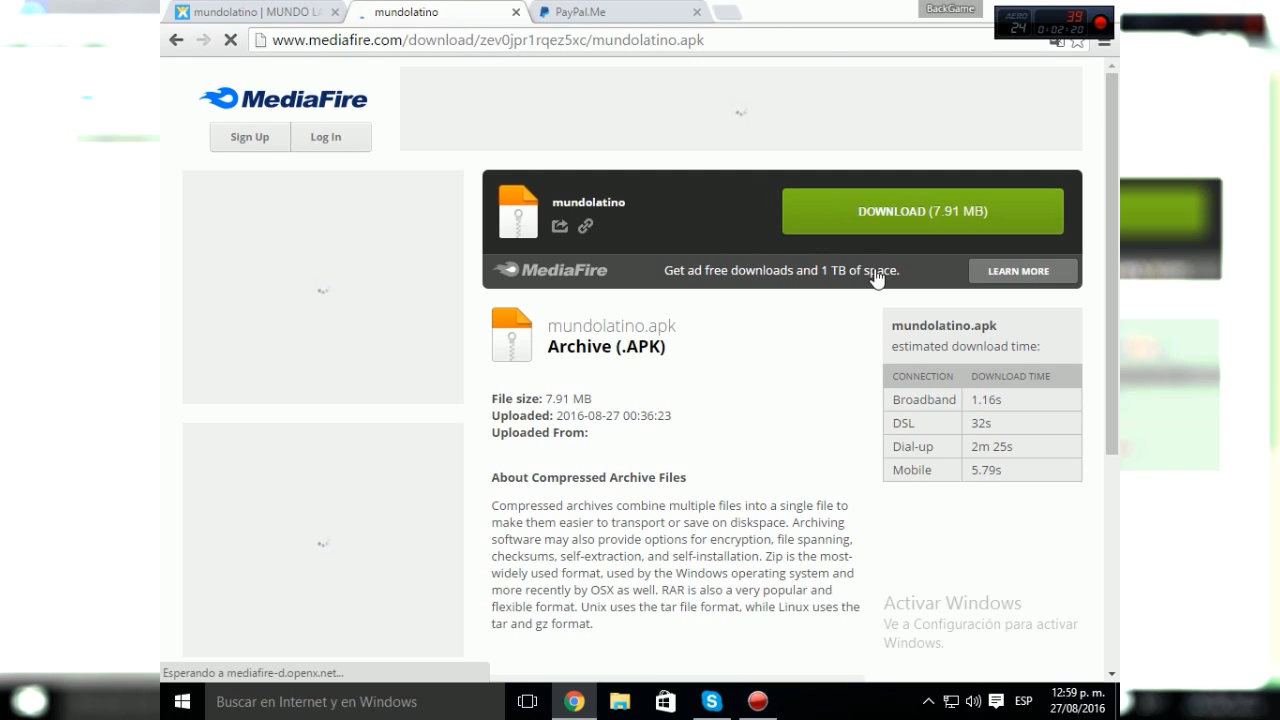 mundolatino | MUNDO LA
mundolatino
PayPal.Me
BackGame
AERO
24
39
0:02:20
www.mediafire.com/download/zev0jpr1rqez5xc/mundolatino.apk
MediaFire
Sign Up
Log In
mundolatino
DOWNLOAD (7.91 MB)
MediaFire
Get ad free downloads and 1 TB of space.
LEARN MORE
mundolatino.apk
Archive (.APK)
File size: 7.91 MB
Uploaded: 2016-08-27 00:36:23
Uploaded From:
About Compressed Archive Files
Compressed archives combine multiple files into a single file to
make them easier to transport or save on diskspace. Archiving
software may also provide options for encryption, file spanning,
checksums, self-extraction, and self-installation. Zip is the most-
widely used format, used by the Windows operating system and
more recently by OSX as well. RAR is also a very popular and
flexible format. Unix uses the tar file format, while Linux uses the
tar and gz format.
mundolatino.apk
estimated download time:
CONNECTION DOWNLOAD TIME
Broadband 1.16s
DSL 32s
Dial-up 2m 25s
Mobile 5.79s
Activar Windows
Ve a Configuración para activar
Windows.
Esperando a mediafire-d.openx.net...
Buscar en Internet y en Windows
ESP
12:59 p. m.
27/08/2016